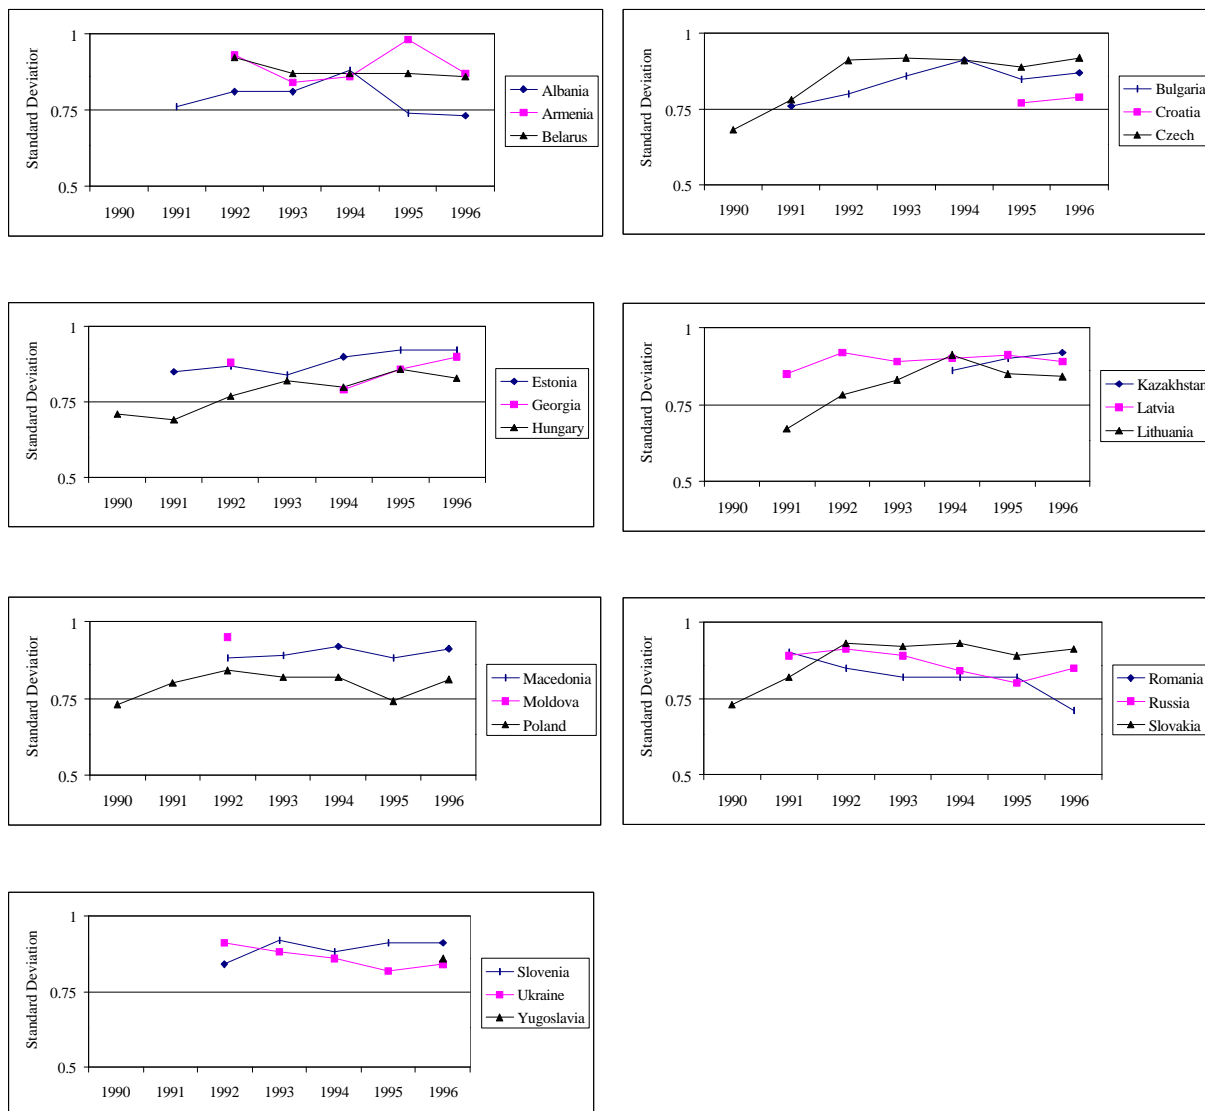 Standard Deviation
1
0.75
0.5
1990 1991 1992 1993 1994 1995 1996
Albania
Armenia
Belarus
Standard Deviation
1
0.75
0.5
1990 1991 1992 1993 1994 1995 1996
Bulgaria
Croatia
Czech
Standard Deviation
1
0.75
0.5
1990 1991 1992 1993 1994 1995 1996
Estonia
Georgia
Hungary
Standard Deviation
1
0.75
0.5
1990 1991 1992 1993 1994 1995 1996
Kazakhstan
Latvia
Lithuania
Standard Deviation
1
0.75
0.5
1990 1991 1992 1993 1994 1995 1996
Macedonia
Moldova
Poland
Standard Deviation
1
0.75
0.5
1990 1991 1992 1993 1994 1995 1996
Romania
Russia
Slovakia
Standard Deviation
1
0.75
0.5
1990 1991 1992 1993 1994 1995 1996
Slovenia
Ukraine
Yugoslavia